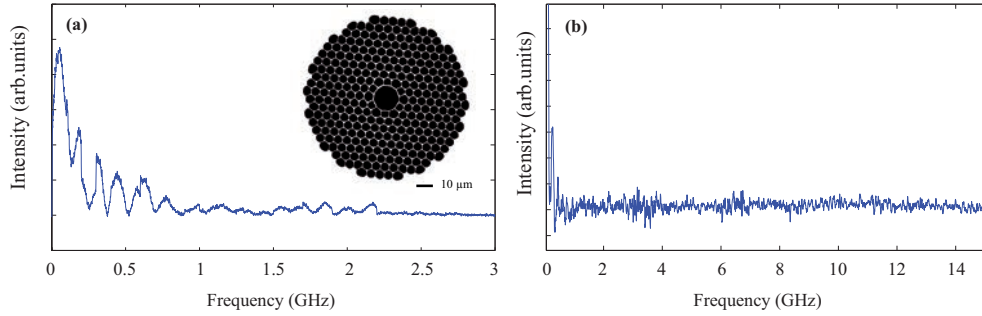 (a)
Intensity (arb.units)
10 µm
0 0.5 1 1.5 2 2.5 3
Frequency (GHz)
(b)
Intensity (arb.units)
0 2 4 6 8 10 12 14
Frequency (GHz)